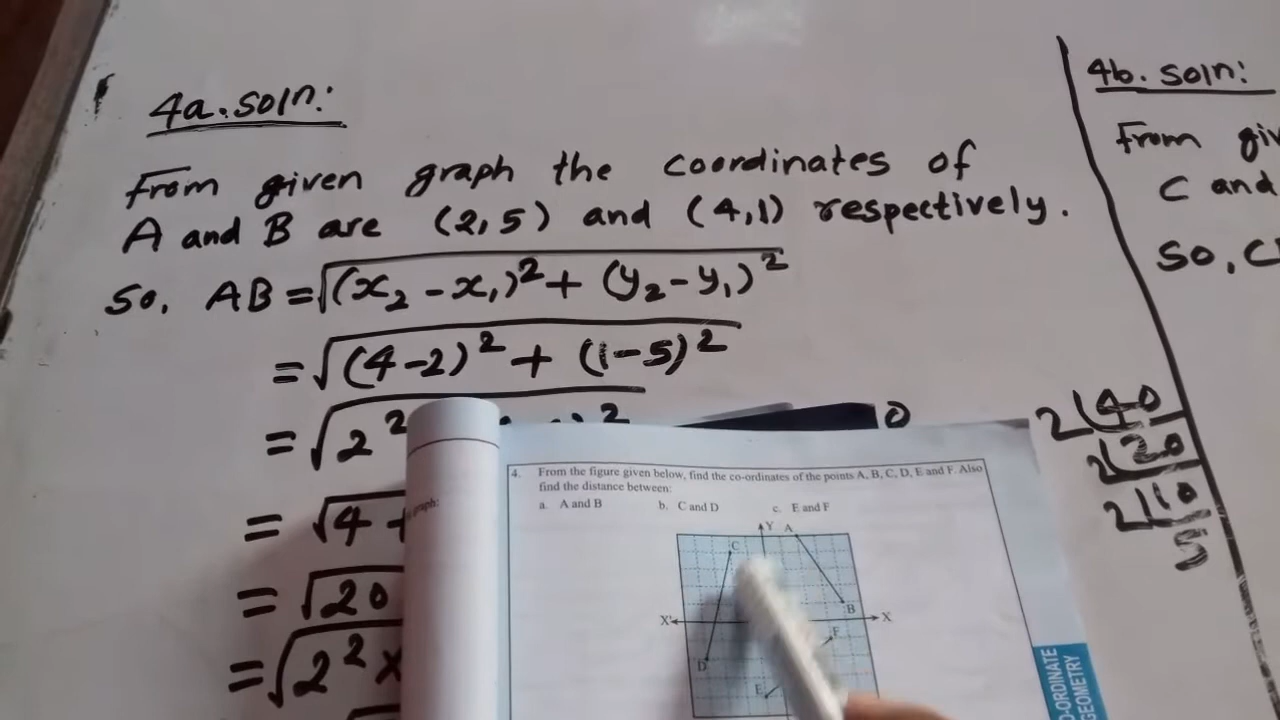 4a. soln:
From given graph the coordinates of
A and B are (2,5) and (4,1) respectively.
So, AB = √(x₂ - x₁)² + (y₂ - y₁)²
= √(4-2)² + (1-5)²
= √2² )²
= √4 +
= √20
= √2² ×
4b. soln:
From
C and
So, C
0
2 40
2 20
2 10
5
graph:
4. From the figure given below, find the co-ordinates of the points A, B, C, D, E and F. Also
find the distance between:
a. A and B b. C and D c. E and F
Y A
C
B
X' X
F
D
E
O-ORDINATE
GEOMETRY